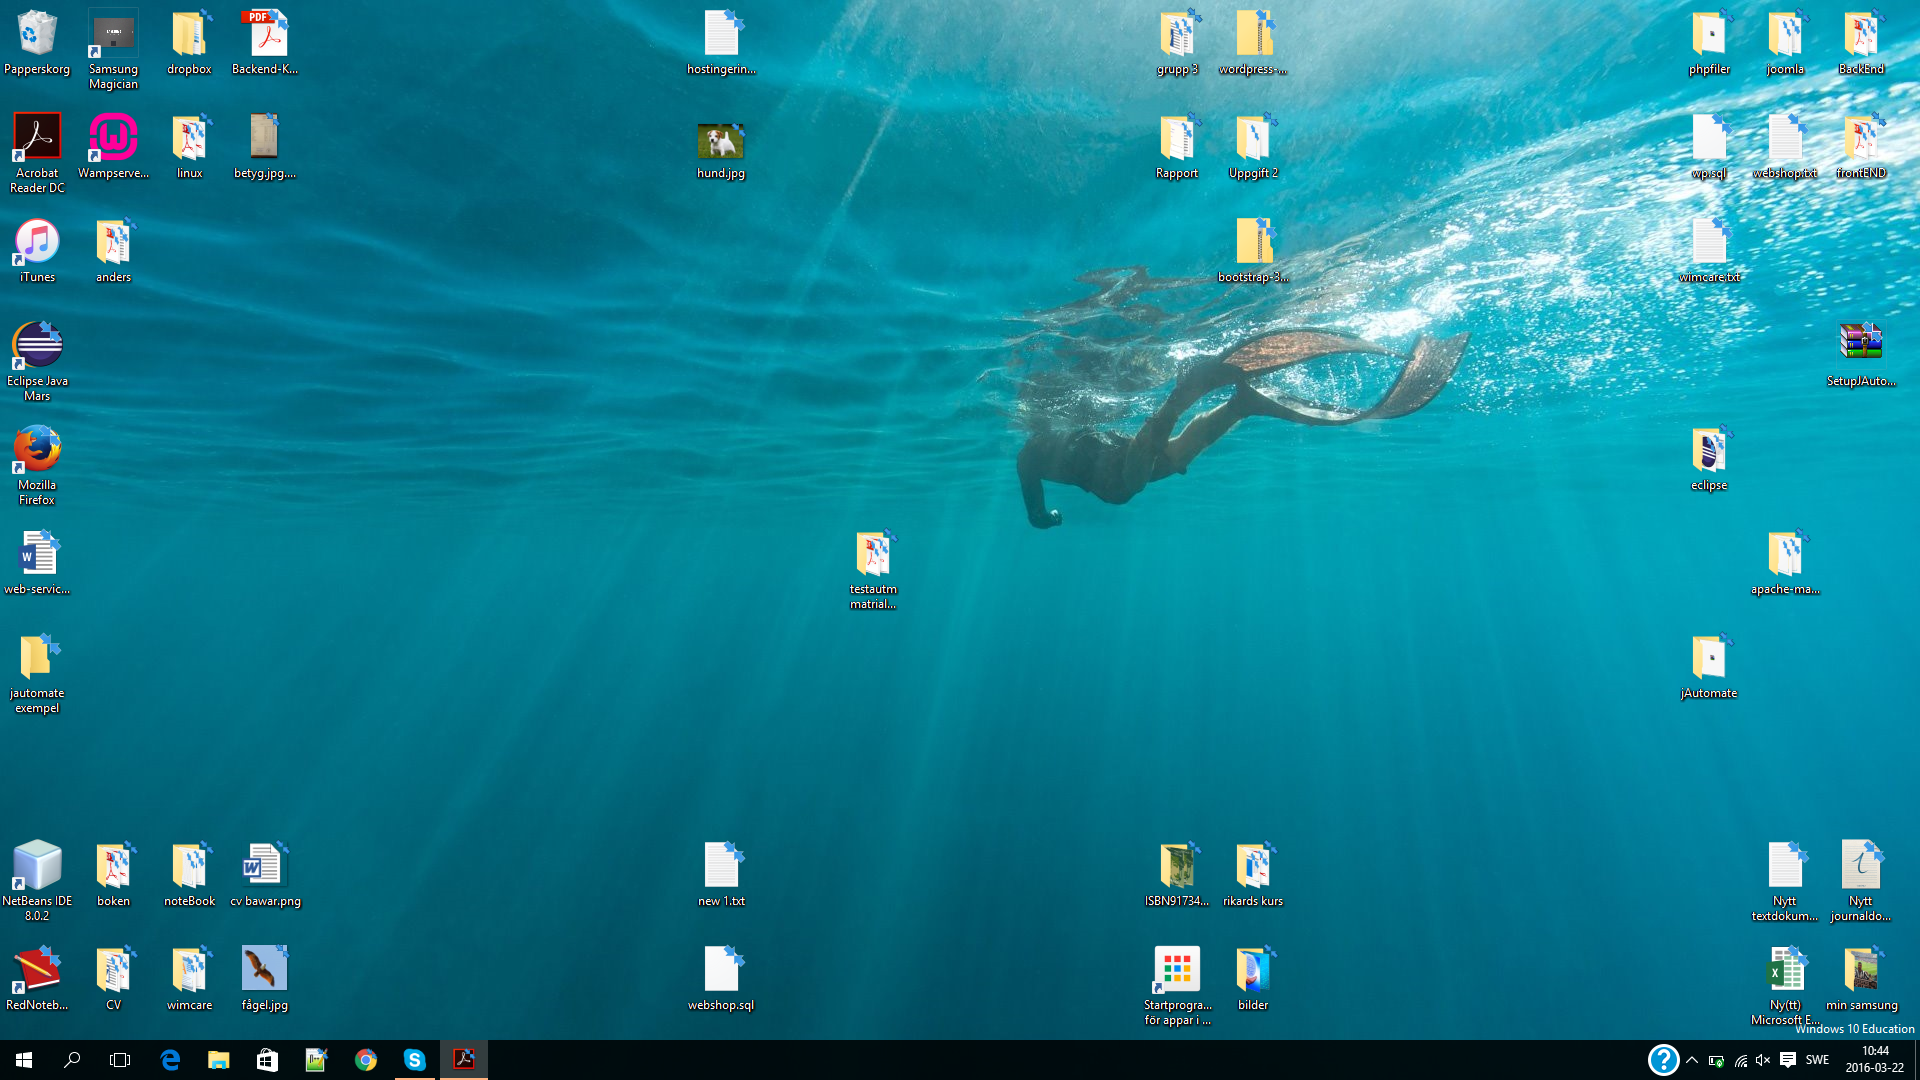 Papperskorg
Samsung
Magician
dropbox
PDF
Backend-K...
hostingerin...
grupp 3
wordpress-...
phpfiler
joomla
BackEnd
Acrobat
Reader DC
Wampserve...
linux
betyg.jpg....
hund.jpg
Rapport
Uppgift 2
wp.sql
webshop.txt
frontEND
iTunes
anders
bootstrap-3...
wimcare.txt
Eclipse Java
Mars
SetupJAuto...
Mozilla
Firefox
eclipse
web-servic...
testautm
matrial...
apache-ma...
jautomate
exempel
jAutomate
NetBeans IDE
8.0.2
boken
noteBook
cv bawar.png
new 1.txt
ISBN91734...
rikards kurs
Nytt
textdokum...
Nytt
journaldo...
RedNoteb...
CV
wimcare
fågel.jpg
webshop.sql
Startprogra...
för appar i ...
bilder
Ny(tt)
Microsoft E...
min samsung
Windows 10 Education
SWE
10:44
2016-03-22